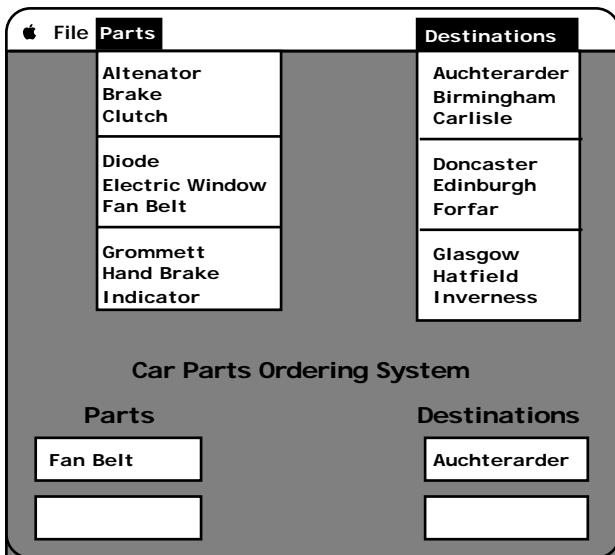 File Parts Destinations
Altenator
Brake
Clutch
Diode
Electric Window
Fan Belt
Grommett
Hand Brake
Indicator
Auchterarder
Birmingham
Carlisle
Doncaster
Edinburgh
Forfar
Glasgow
Hatfield
Inverness
Car Parts Ordering System
Parts Destinations
Fan Belt Auchterarder